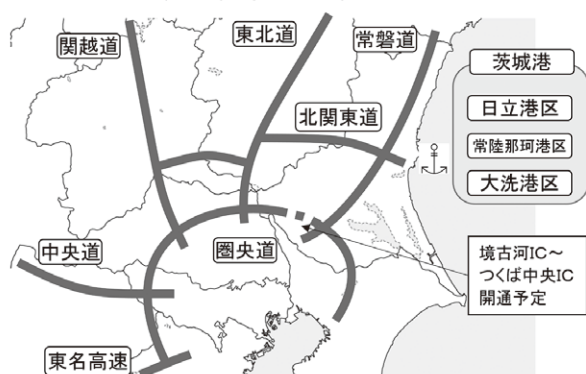 関越道
東北道
常磐道
北関東道
茨城港
日立港区
常陸那珂港区
大洗港区
中央道
圏央道
境古河IC～
つくば中央IC
開通予定
東名高速